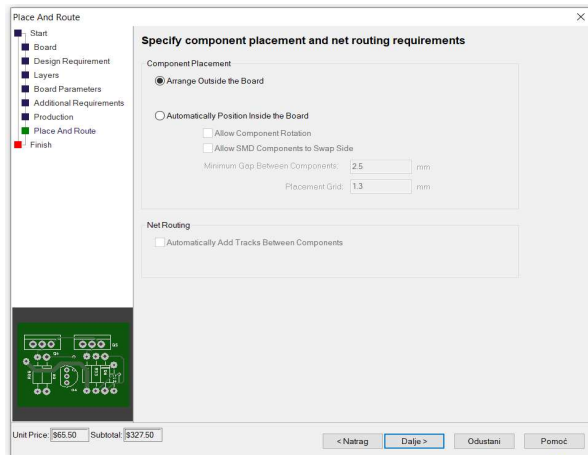 Place And Route
Start
Board
Design Requirement
Layers
Board Parameters
Additional Requirements
Production
Place And Route
Finish
Specify component placement and net routing requirements
Component Placement
Arrange Outside the Board
Automatically Position Inside the Board
Allow Component Rotation
Allow SMD Components to Swap Side
Minimum Gap Between Components: 2.5 mm
Placement Grid: 1.3 mm
Net Routing
Automatically Add Tracks Between Components
Unit Price: $65.50 Subtotal: $327.50
< Natrag Dalje > Odustani Pomoć